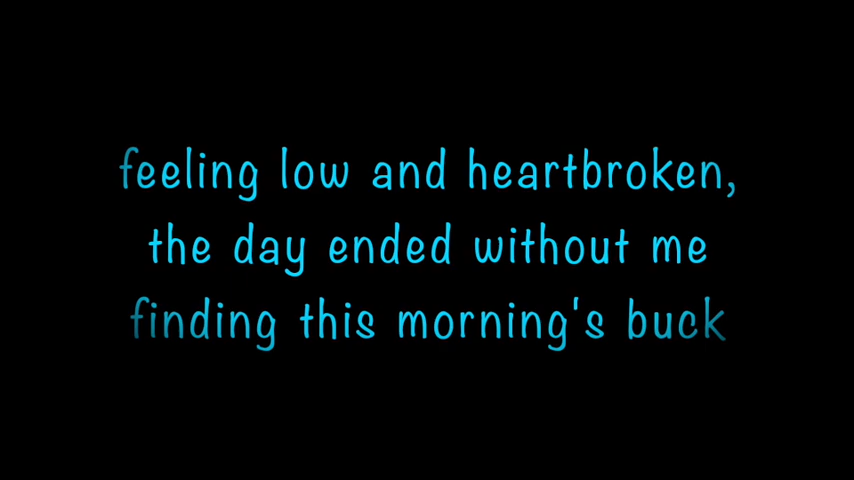 feeling low and heartbroken,
the day ended without me
finding this morning's buck